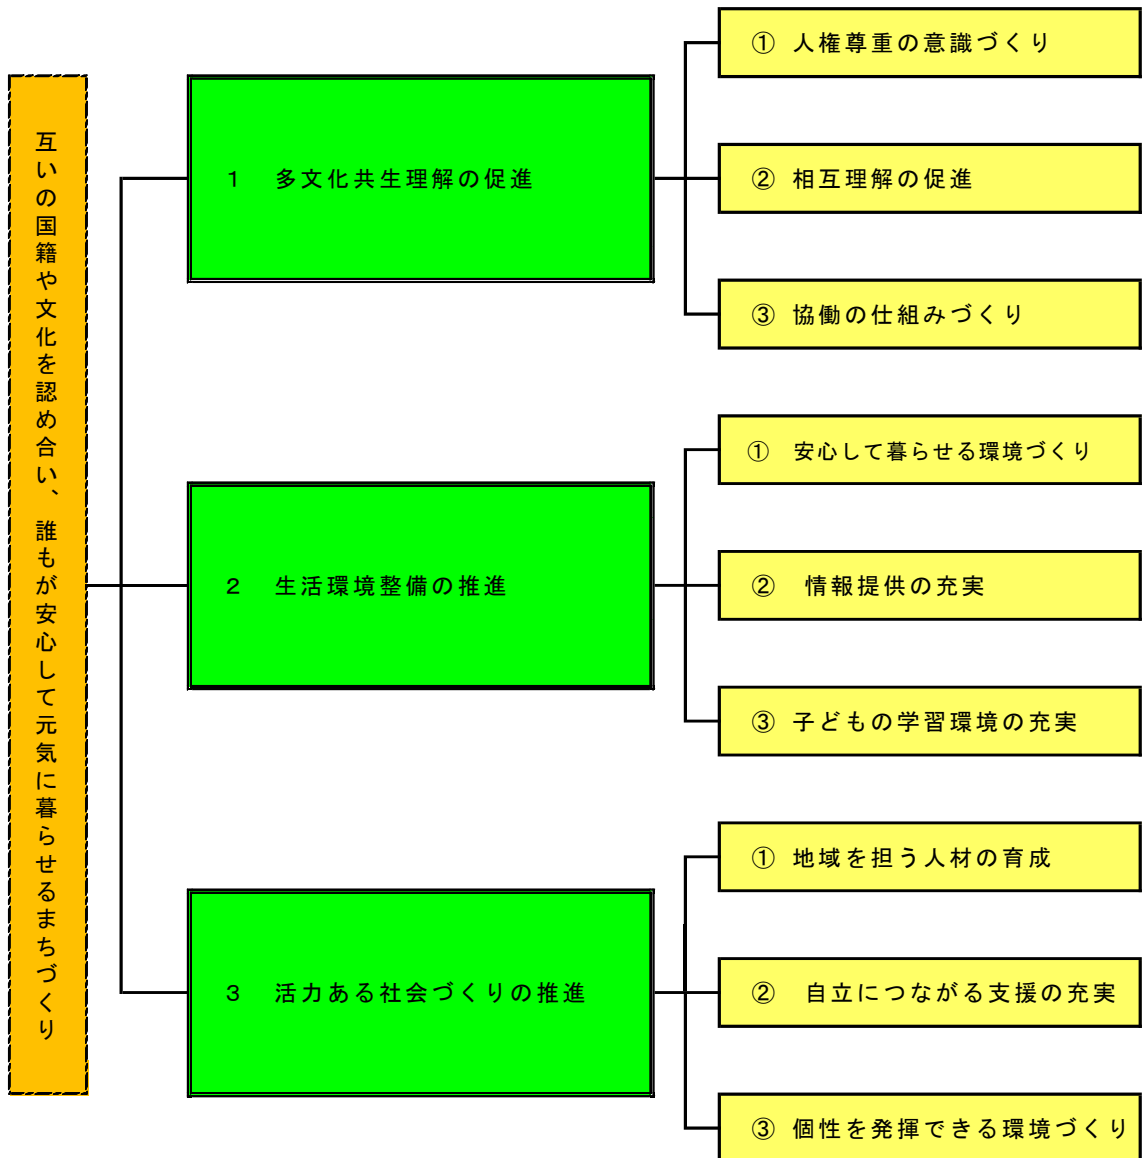 互いの国籍や文化を認め合い、誰もが安心して元気に暮らせるまちづくり
1 多文化共生理解の促進
① 人権尊重の意識づくり
② 相互理解の促進
③ 協働の仕組みづくり
2 生活環境整備の推進
① 安心して暮らせる環境づくり
② 情報提供の充実
③ 子どもの学習環境の充実
3 活力ある社会づくりの推進
① 地域を担う人材の育成
② 自立につながる支援の充実
③ 個性を発揮できる環境づくり